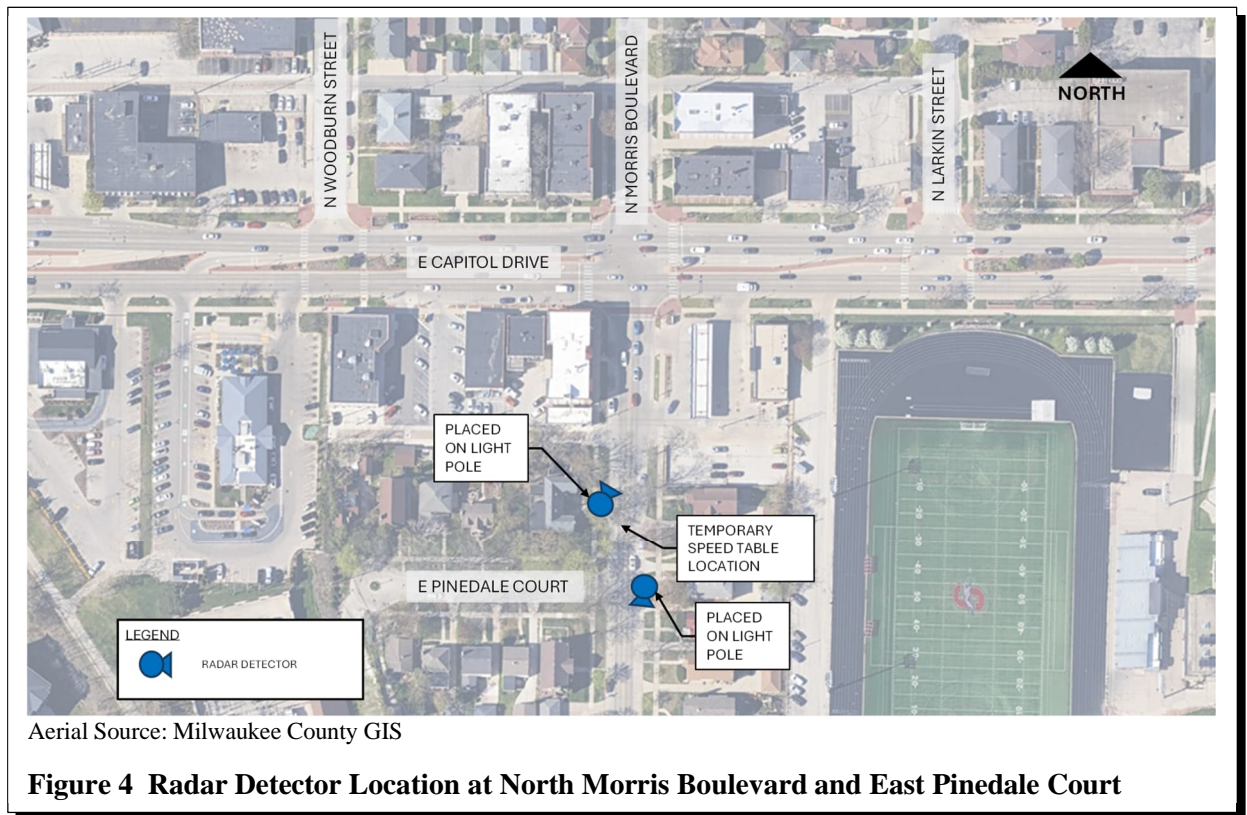 N WOODBURN STREET
N MORRIS BOULEVARD
N LARKIN STREET
NORTH
E CAPITOL DRIVE
PLACED
ON LIGHT
POLE
TEMPORARY
SPEED TABLE
LOCATION
E PINEDALE COURT
PLACED
ON LIGHT
POLE
LEGEND
RADAR DETECTOR
Aerial Source: Milwaukee County GIS
Figure 4 Radar Detector Location at North Morris Boulevard and East Pinedale Court